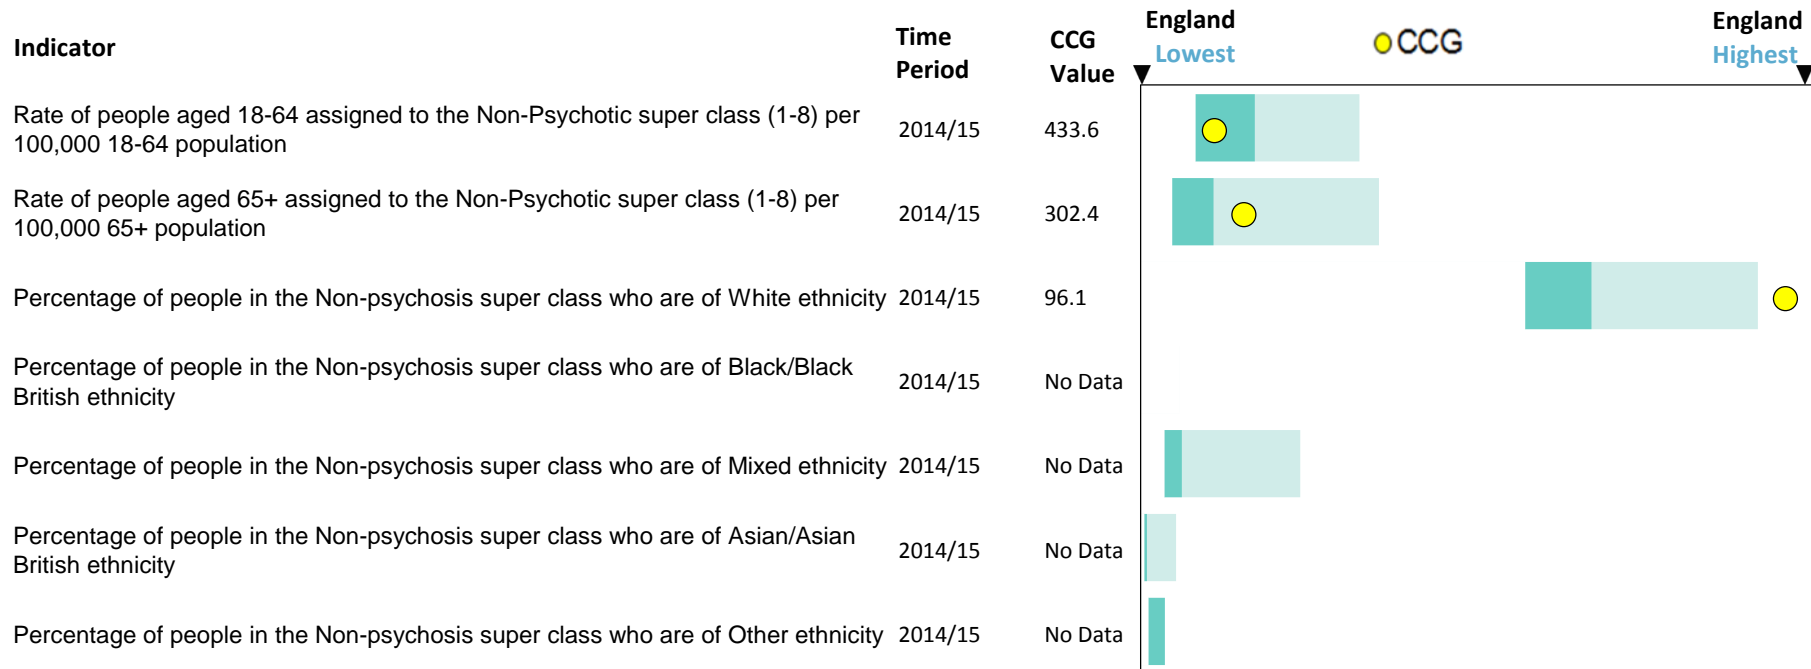 Indicator
Time
Period
CCG
Value
England
Lowest
CCG
England
Highest
Rate of people aged 18-64 assigned to the Non-Psychotic super class (1-8) per
100,000 18-64 population
2014/15
433.6
Rate of people aged 65+ assigned to the Non-Psychotic super class (1-8) per
100,000 65+ population
2014/15
302.4
Percentage of people in the Non-psychosis super class who are of White ethnicity
2014/15
96.1
Percentage of people in the Non-psychosis super class who are of Black/Black
British ethnicity
2014/15
No Data
Percentage of people in the Non-psychosis super class who are of Mixed ethnicity
2014/15
No Data
Percentage of people in the Non-psychosis super class who are of Asian/Asian
British ethnicity
2014/15
No Data
Percentage of people in the Non-psychosis super class who are of Other ethnicity
2014/15
No Data